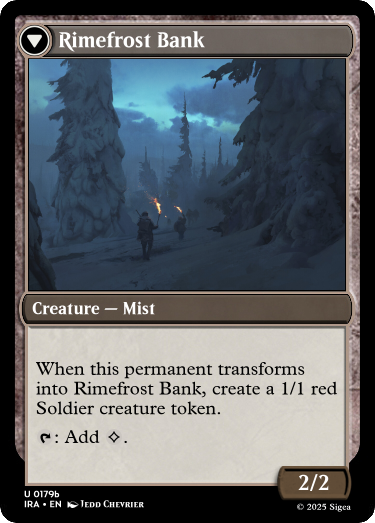 Rimefrost Bank
Creature — Mist
When this permanent transforms
into Rimefrost Bank, create a 1/1 red
Soldier creature token.
: Add .
2/2
U 0179b
IRA • EN Jedd Chevrier
© 2025 Sigea